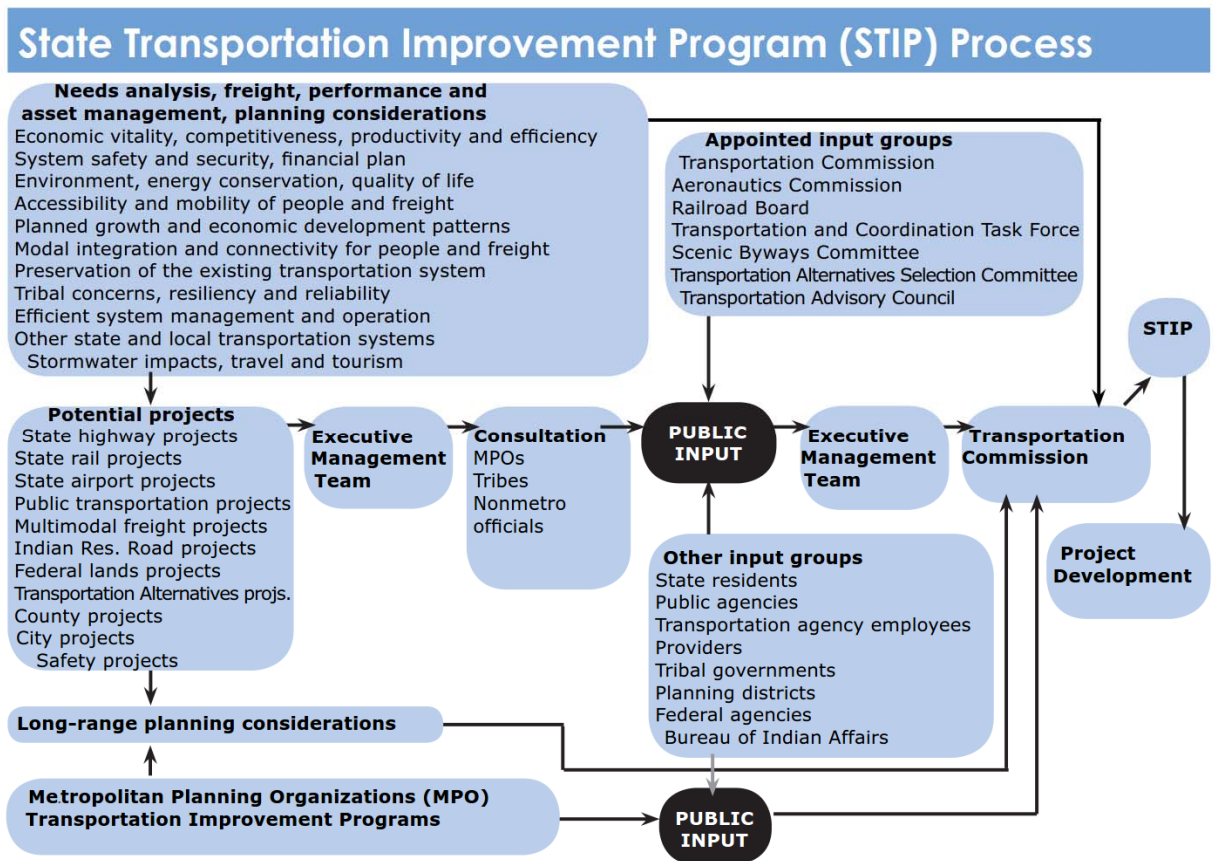 State Transportation Improvement Program (STIP) Process
Needs analysis, freight, performance and
asset management, planning considerations
Economic vitality, competitiveness, productivity and efficiency
System safety and security, financial plan
Environment, energy conservation, quality of life
Accessibility and mobility of people and freight
Planned growth and economic development patterns
Modal integration and connectivity for people and freight
Preservation of the existing transportation system
Tribal concerns, resiliency and reliability
Efficient system management and operation
Other state and local transportation systems
Stormwater impacts, travel and tourism
Appointed input groups
Transportation Commission
Aeronautics Commission
Railroad Board
Transportation and Coordination Task Force
Scenic Byways Committee
Transportation Alternatives Selection Committee
Transportation Advisory Council
STIP
Potential projects
State highway projects
State rail projects
State airport projects
Public transportation projects
Multimodal freight projects
Indian Res. Road projects
Federal lands projects
Transportation Alternatives projs.
County projects
City projects
Safety projects
Executive
Management
Team
Consultation
MPOs
Tribes
Nonmetro
officials
PUBLIC
INPUT
Executive
Management
Team
Transportation
Commission
Other input groups
State residents
Public agencies
Transportation agency employees
Providers
Tribal governments
Planning districts
Federal agencies
Bureau of Indian Affairs
Project
Development
Long-range planning considerations
Metropolitan Planning Organizations (MPO)
Transportation Improvement Programs
PUBLIC
INPUT